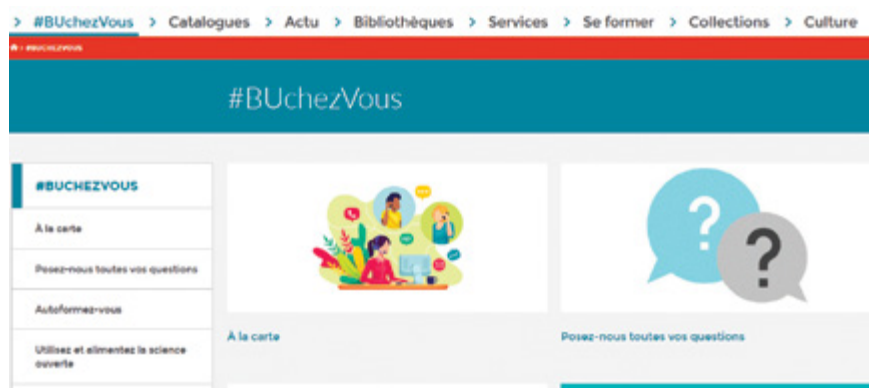 > #BUchezVous > Catalogues > Actu > Bibliothèques > Services > Se former > Collections > Culture
> #BUCHEZVOUS
#BUchezVous
#BUCHEZVOUS
À la carte
Posez-nous toutes vos questions
Autoformez-vous
Utilisez et alimentez la science
ouverte
? ?
À la carte
Posez-nous toutes vos questions